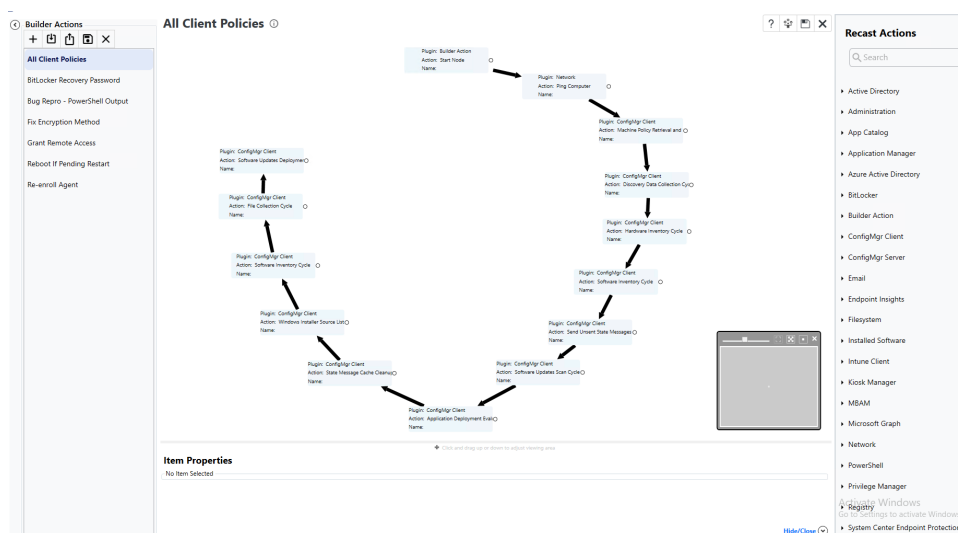 Builder Actions
All Client Policies
BitLocker Recovery Password
Bug Repro - PowerShell Output
Fix Encryption Method
Grant Remote Access
Reboot If Pending Restart
Re-enroll Agent
All Client Policies
Plugin: Builder Action
Action: Start Node
Name:
Plugin: Network
Action: Ping Computer
Name:
Plugin: ConfigMgr Client
Action: Machine Policy Retrieval and
Name:
Plugin: ConfigMgr Client
Action: Discovery Data Collection Cyc
Name:
Plugin: ConfigMgr Client
Action: Hardware Inventory Cycle
Name:
Plugin: ConfigMgr Client
Action: Software Inventory Cycle
Name:
Plugin: ConfigMgr Client
Action: Send Unsent State Messages
Name:
Plugin: ConfigMgr Client
Action: Software Updates Scan Cycle
Name:
Plugin: ConfigMgr Client
Action: Application Deployment Eval
Name:
Plugin: ConfigMgr Client
Action: State Message Cache Cleanup
Name:
Plugin: ConfigMgr Client
Action: Windows Installer Source List
Name:
Plugin: ConfigMgr Client
Action: Software Inventory Cycle
Name:
Plugin: ConfigMgr Client
Action: File Collection Cycle
Name:
Plugin: ConfigMgr Client
Action: Software Updates Deploymen
Name:
Click and drag up or down to adjust viewing area
Item Properties
No Item Selected
Hide/Close
Recast Actions
Search
Active Directory
Administration
App Catalog
Application Manager
Azure Active Directory
BitLocker
Builder Action
ConfigMgr Client
ConfigMgr Server
Email
Endpoint Insights
Filesystem
Installed Software
Intune Client
Kiosk Manager
MBAM
Microsoft Graph
Network
PowerShell
Privilege Manager
Activate Windows
Registry
Go to Settings to activate Windows
System Center Endpoint Protection